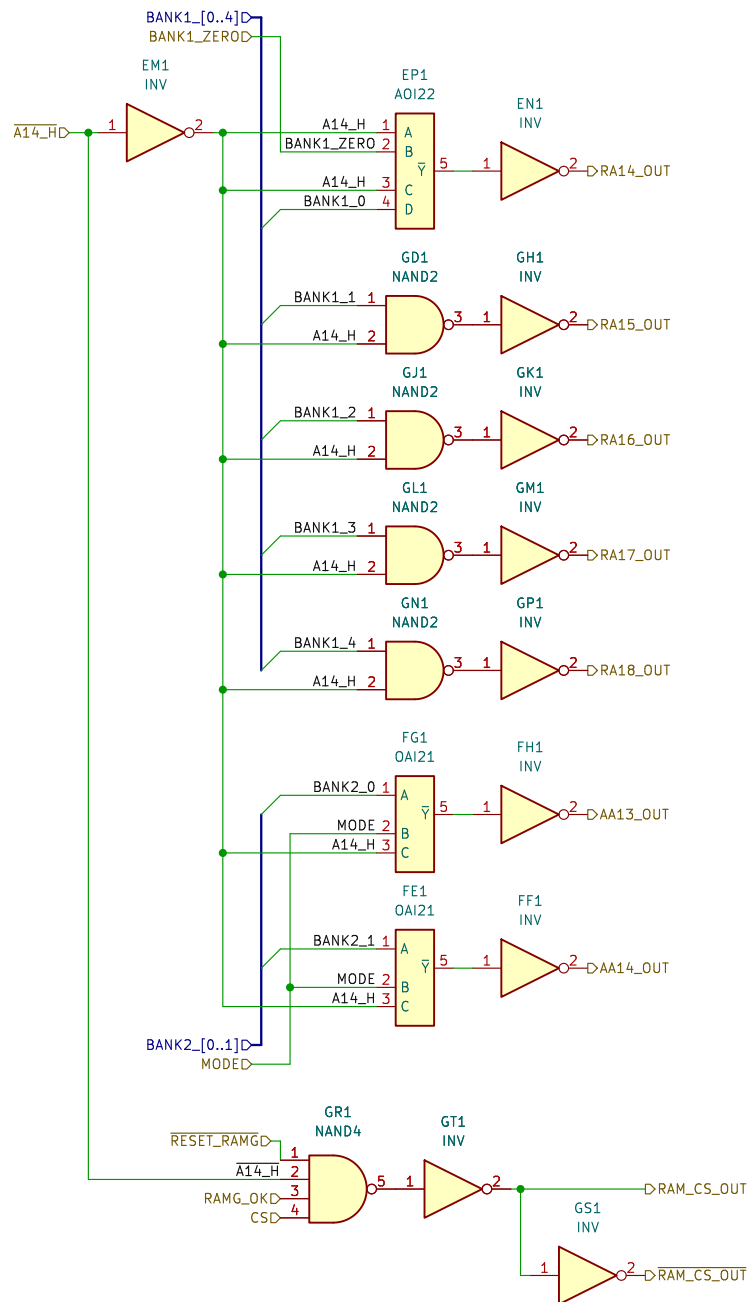 BANK1_[0..4]
BANK1_ZERO
EM1
INV
A14_H
1
2
EP1
AOI22
A14_H
1
A
BANK1_ZERO
2
B
A14_H
3
C
BANK1_0
4
D
Y
5
EN1
INV
1
2
RA14_OUT
GD1
NAND2
BANK1_1
1
A14_H
2
3
GH1
INV
1
2
RA15_OUT
GJ1
NAND2
BANK1_2
1
A14_H
2
3
GK1
INV
1
2
RA16_OUT
GL1
NAND2
BANK1_3
1
A14_H
2
3
GM1
INV
1
2
RA17_OUT
GN1
NAND2
BANK1_4
1
A14_H
2
3
GP1
INV
1
2
RA18_OUT
FG1
OAI21
BANK2_0
1
A
MODE
2
B
A14_H
3
C
Y
5
FH1
INV
1
2
AA13_OUT
FE1
OAI21
BANK2_1
1
A
MODE
2
B
A14_H
3
C
Y
5
FF1
INV
1
2
AA14_OUT
BANK2_[0..1]
MODE
GR1
NAND4
RESET_RAMG
1
A14_H
2
RAMG_OK
3
CS
4
5
GT1
INV
1
2
RAM_CS_OUT
GS1
INV
1
2
RAM_CS_OUT